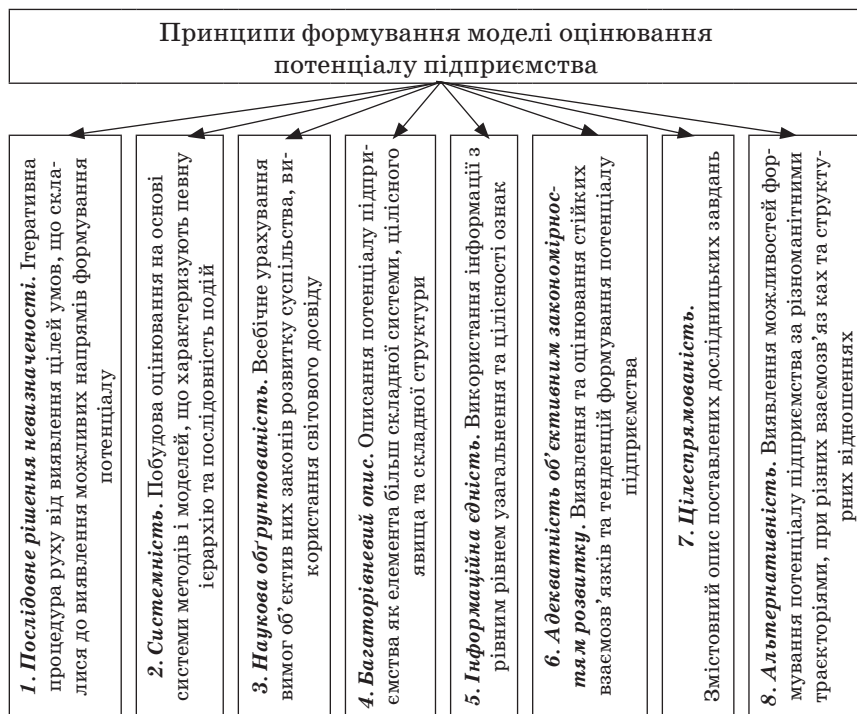 Принципи формування моделі оцінювання
потенціалу підприємства
1. Послідовне рішення невизначеності. Ітеративна
процедура руху від виявлення цілей умов, що скла-
лися до виявлення можливих напрямів формування
потенціалу
2. Системність. Побудова оцінювання на основі
системи методів і моделей, що характеризують певну
ієрархію та послідовність подій
3. Наукова обґрунтованість. Всебічне урахування
вимог об’єктив них законів розвитку суспільства, ви-
користання світового досвіду
4. Багаторівневий опис. Описання потенціалу підпри-
ємства як елемента більш складної системи, цілісного
явища та складної структури
5. Інформаційна єдність. Використання інформації з
рівним рівнем узагальнення та цілісності ознак
6. Адекватність об’єктивним закономірнос-
тям розвитку. Виявлення та оцінювання стійких
взаємозв’язків та тенденцій формування потенціалу
підприємства
7. Цілеспрямованість.
Змістовний опис поставлених дослідницьких завдань
8. Альтернативність. Виявлення можливостей фор-
мування потенціалу підприємства за різноманітними
траєкторіями, при різних взаємозв’яз ках та структу-
рних відношеннях